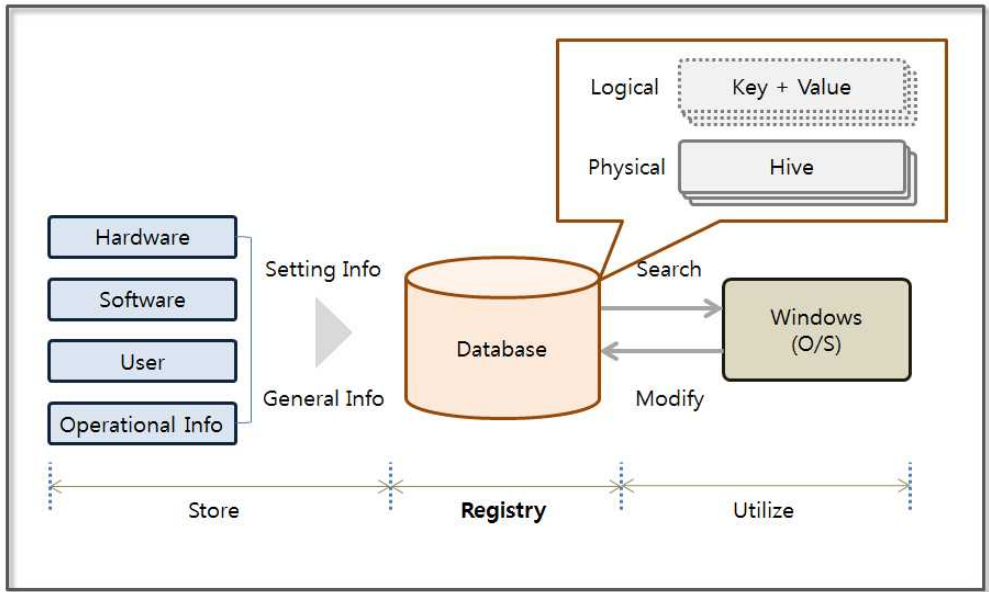 Logical
Key + Value
Physical
Hive
Hardware
Software
User
Operational Info
Setting Info
General Info
Database
Search
Modify
Windows
(O/S)
Store
Registry
Utilize